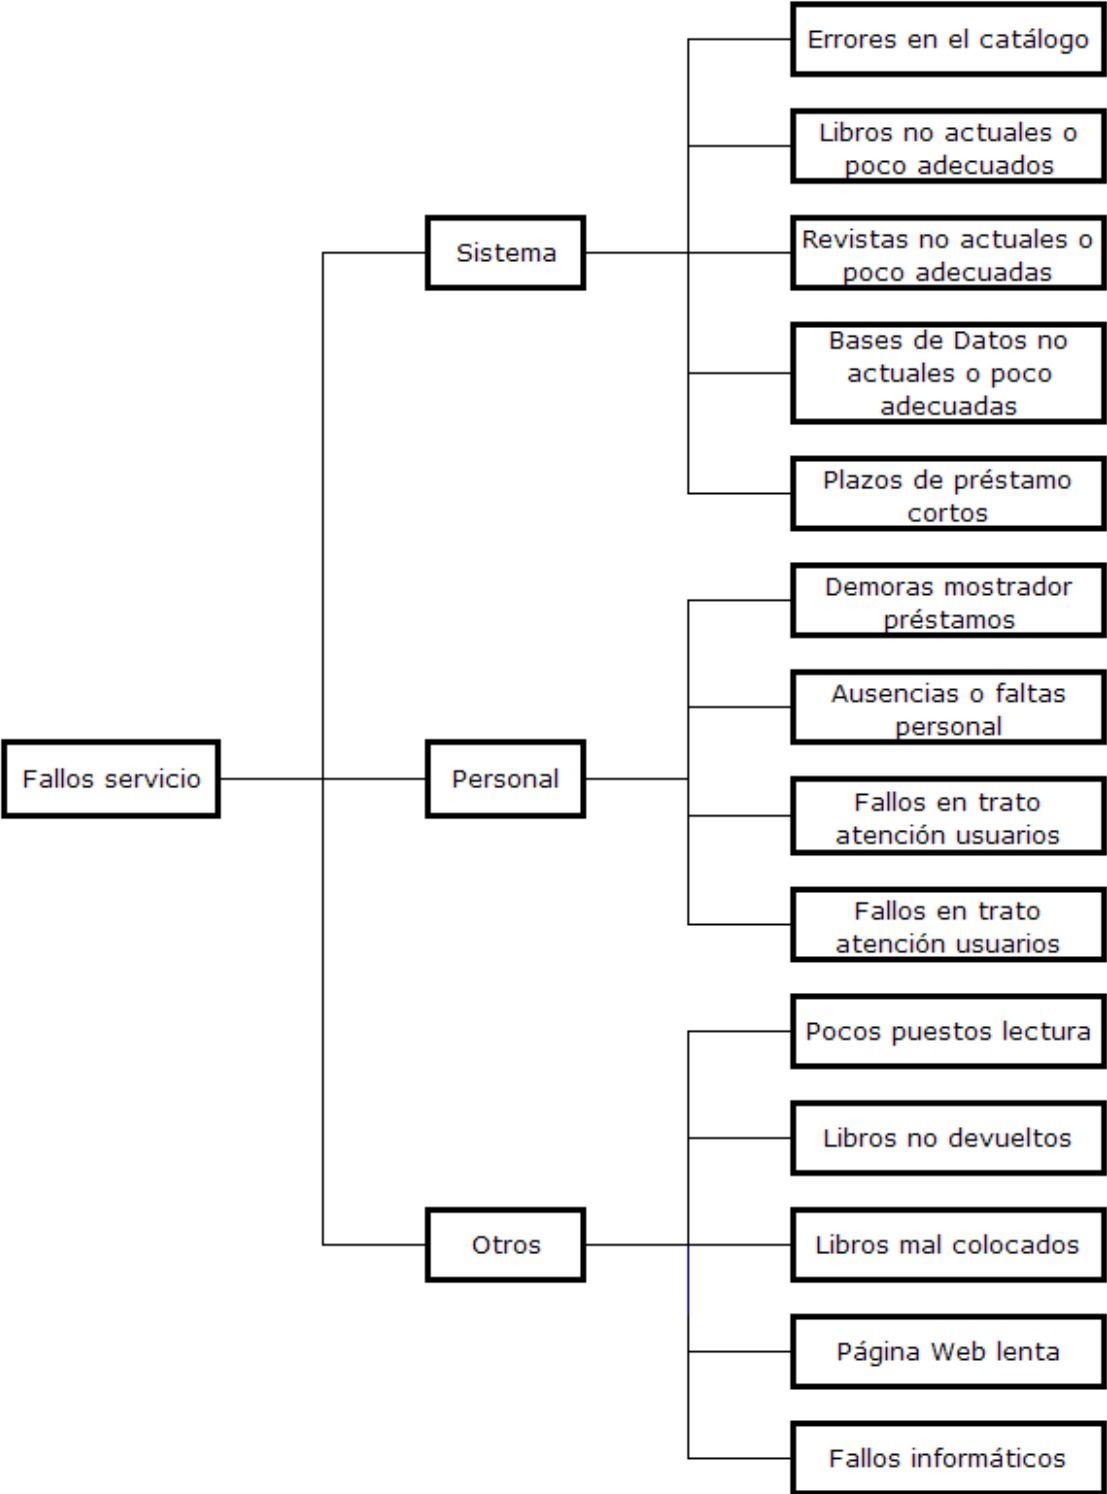 Errores en el catálogo
Libros no actuales o
poco adecuados
Sistema
Revistas no actuales o
poco adecuadas
Bases de Datos no
actuales o poco
adecuadas
Plazos de préstamo
cortos
Demoras mostrador
préstamos
Ausencias o faltas
personal
Fallos servicio
Personal
Fallos en trato
atención usuarios
Fallos en trato
atención usuarios
Pocos puestos lectura
Libros no devueltos
Otros
Libros mal colocados
Página Web lenta
Fallos informáticos